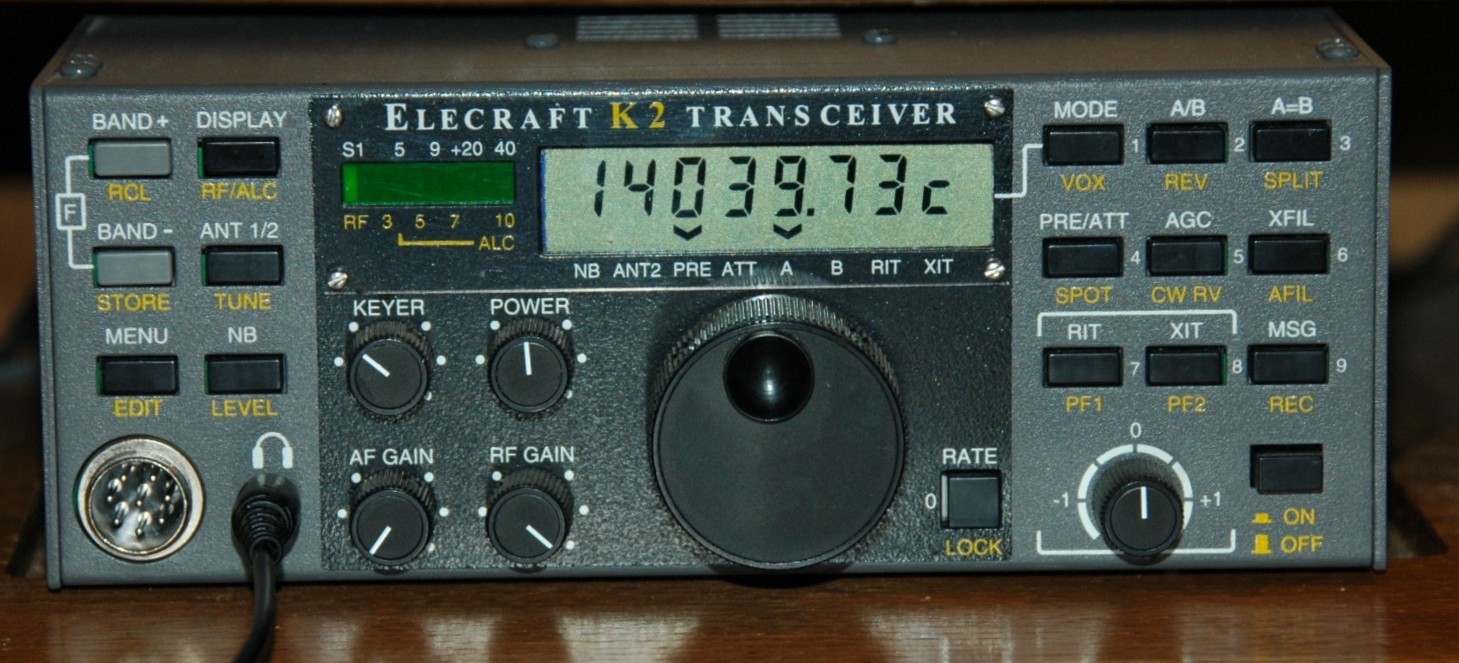 ELECRAFT K2 TRANSCEIVER
BAND + DISPLAY
RCL RF/ALC
F
BAND - ANT 1/2
STORE TUNE
MENU NB
EDIT LEVEL
S1 5 9 +20 40
RF 3 5 7 10
ALC
14039.73c
NB ANT2 PRE ATT A B RIT XIT
KEYER POWER
AF GAIN RF GAIN
RATE
0
LOCK
MODE A/B A=B
1 2 3
VOX REV SPLIT
PRE/ATT AGC XFIL
4 5 6
SPOT CW RV AFIL
RIT XIT MSG
7 8 9
PF1 PF2 REC
0
-1 +1
ON
OFF